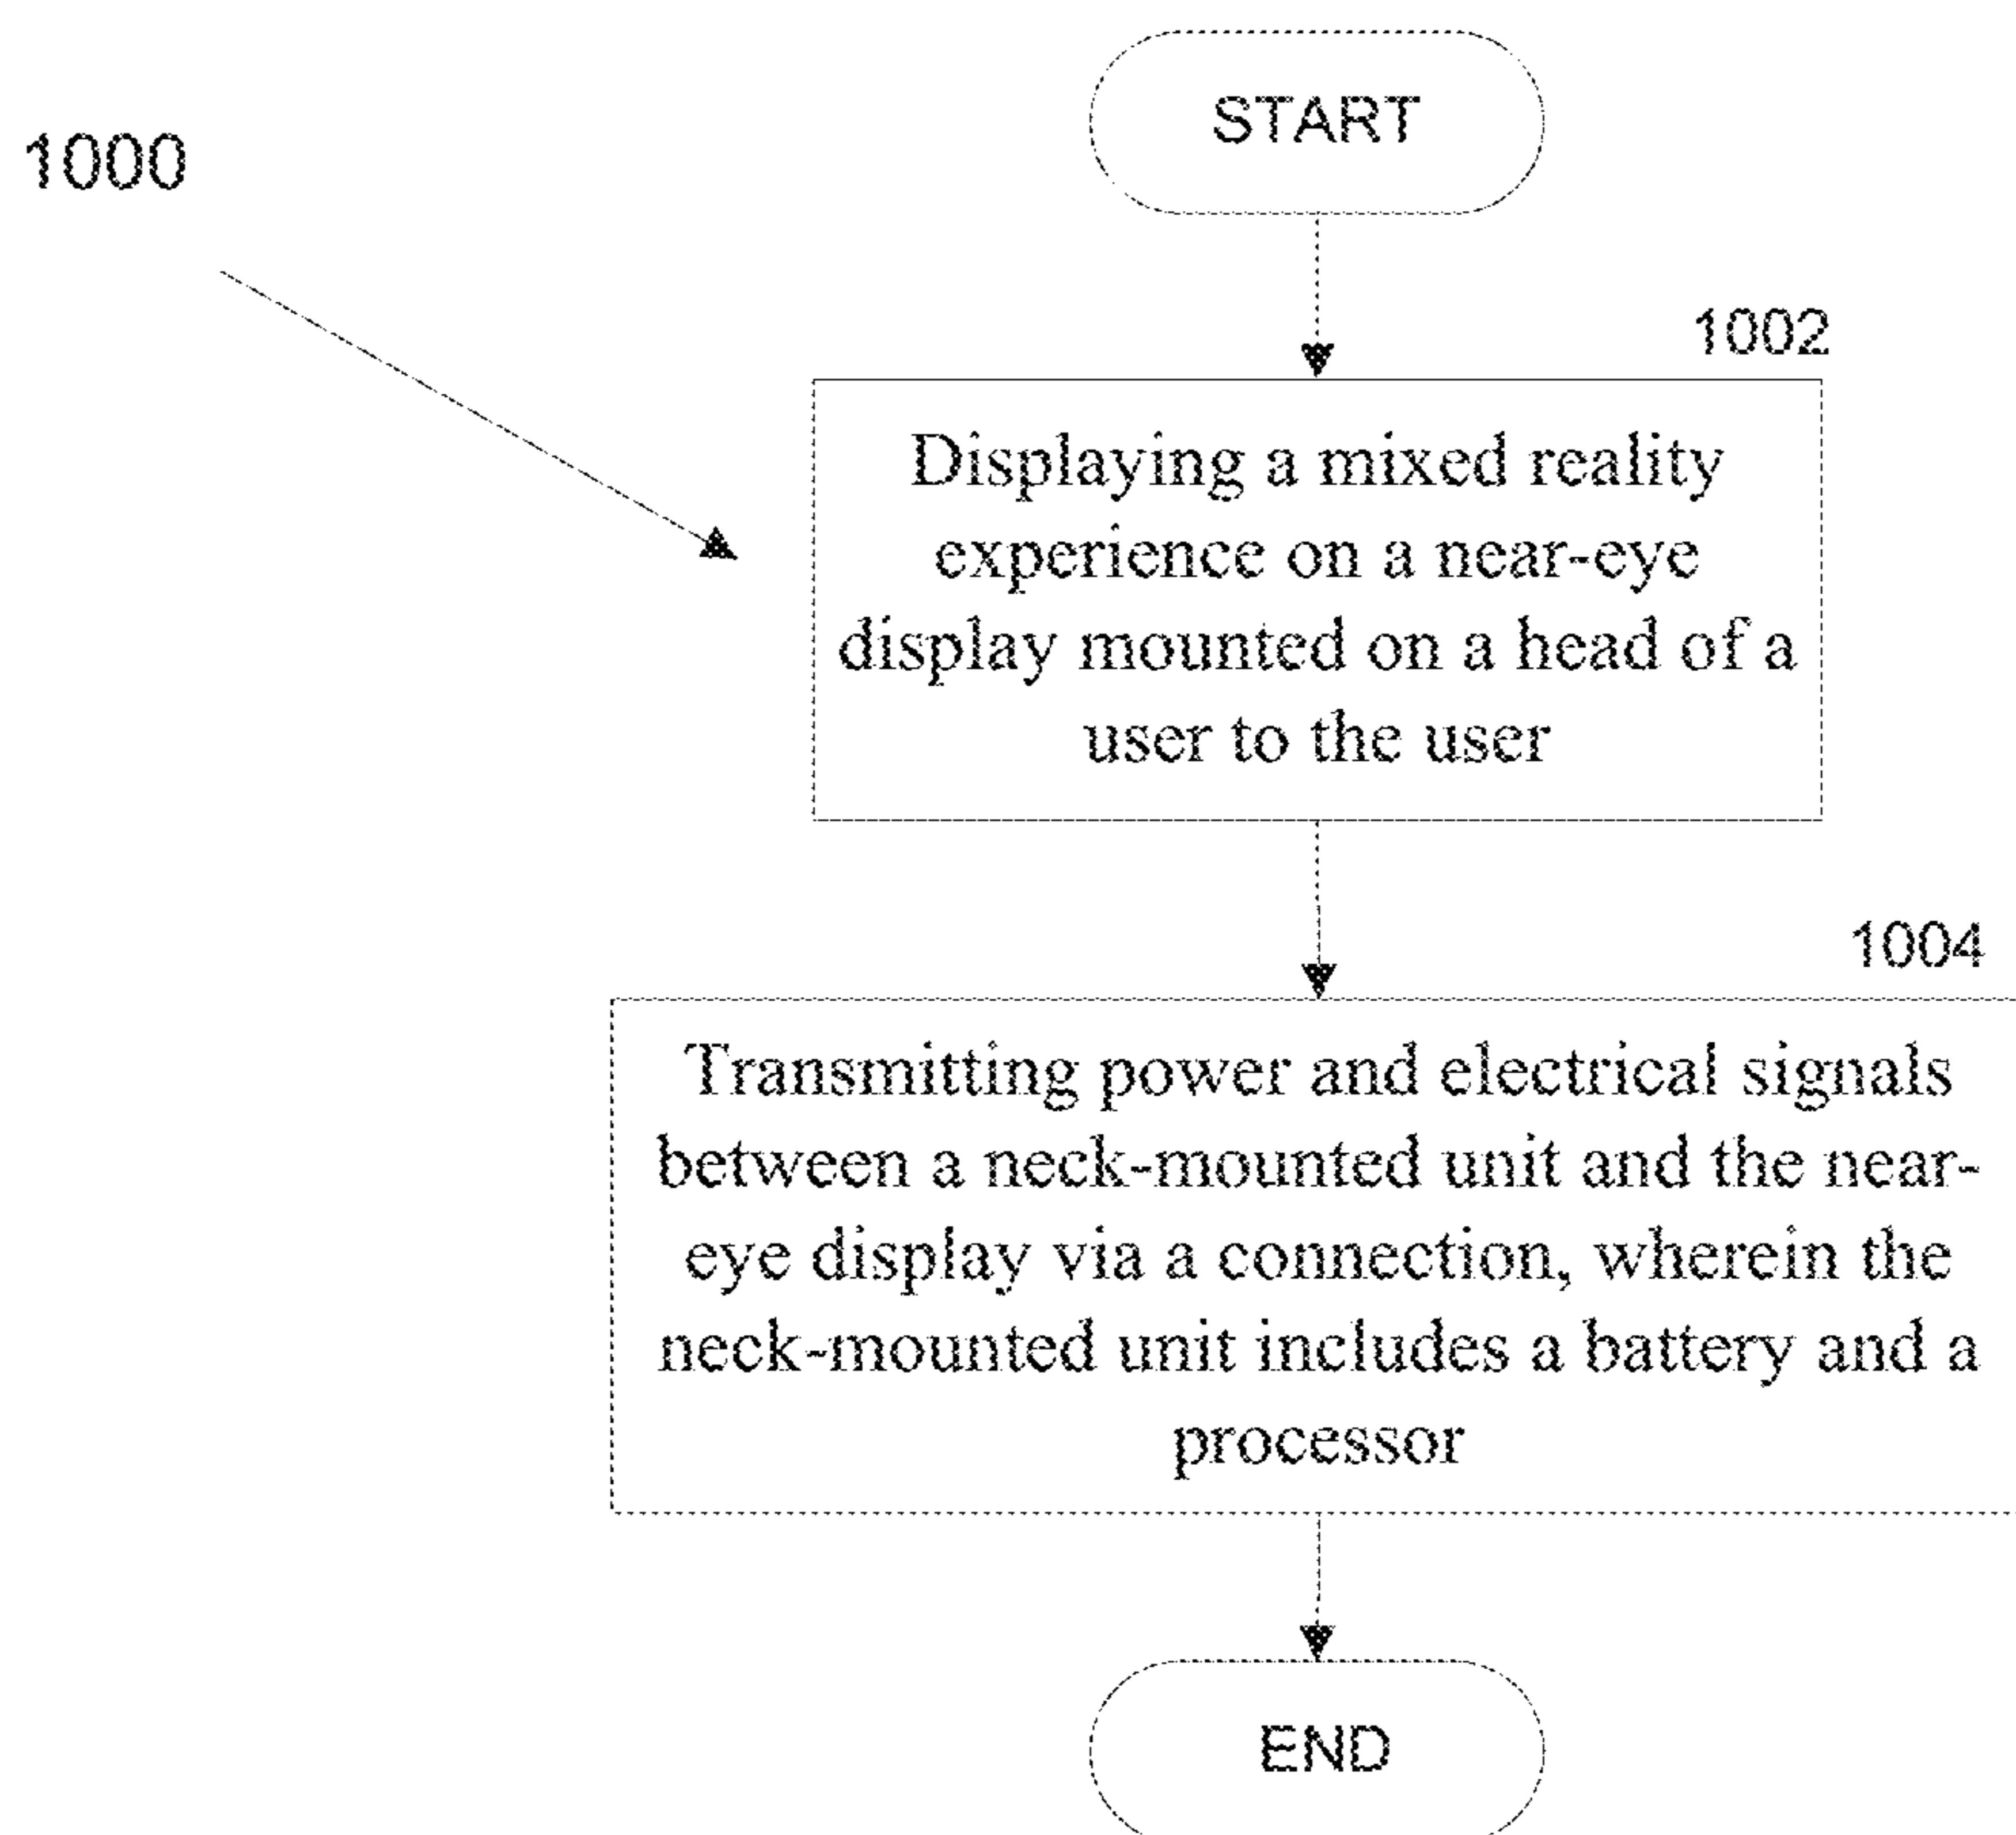 START
1000
1002
Displaying a mixed reality
experience on a near-eye
display mounted on a head of a
user to the user
1004
Transmitting power and electrical signals
between a neck-mounted unit and the near-
eye display via a connection, wherein the
neck-mounted unit includes a battery and a
processor
END